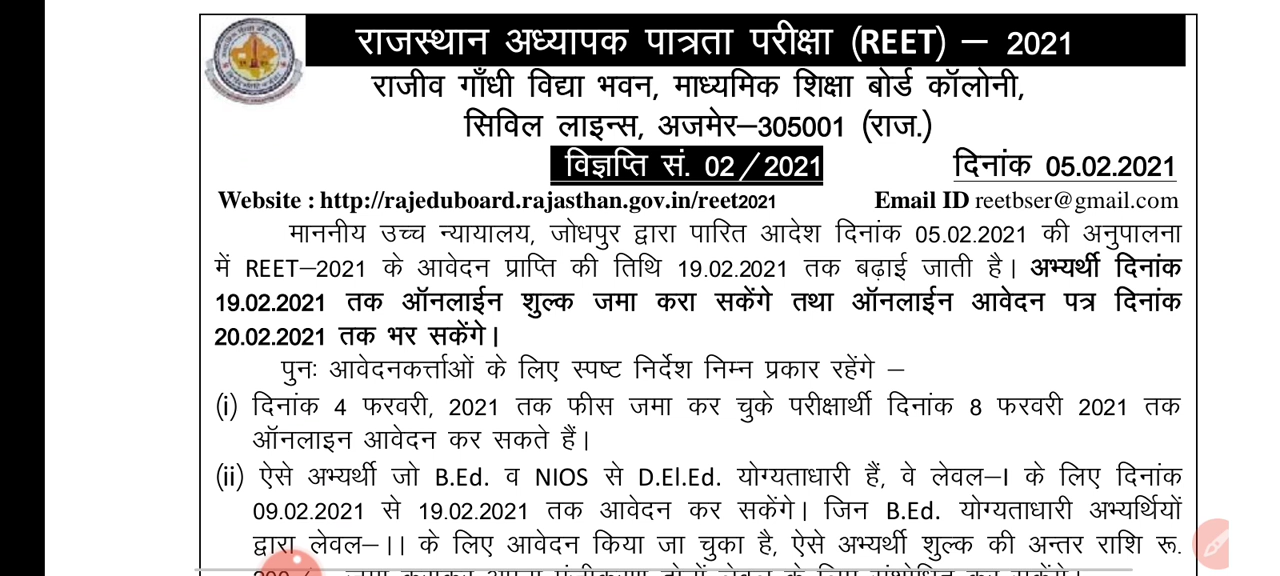 राजस्थान अध्यापक पात्रता परीक्षा (REET) – 2021
राजीव गाँधी विद्या भवन, माध्यमिक शिक्षा बोर्ड कॉलोनी,
सिविल लाइन्स, अजमेर–305001 (राज.)
विज्ञप्ति सं. 02/2021 दिनांक 05.02.2021
Website : http://rajeduboard.rajasthan.gov.in/reet2021 Email ID reetbser@gmail.com
माननीय उच्च न्यायालय, जोधपुर द्वारा पारित आदेश दिनांक 05.02.2021 की अनुपालना
में REET–2021 के आवेदन प्राप्ति की तिथि 19.02.2021 तक बढ़ाई जाती है। अभ्यर्थी दिनांक
19.02.2021 तक ऑनलाईन शुल्क जमा करा सकेंगे तथा ऑनलाईन आवेदन पत्र दिनांक
20.02.2021 तक भर सकेंगे।
पुनः आवेदनकर्त्ताओं के लिए स्पष्ट निर्देश निम्न प्रकार रहेंगे –
(i) दिनांक 4 फरवरी, 2021 तक फीस जमा कर चुके परीक्षार्थी दिनांक 8 फरवरी 2021 तक
ऑनलाइन आवेदन कर सकते हैं।
(ii) ऐसे अभ्यर्थी जो B.Ed. व NIOS से D.El.Ed. योग्यताधारी हैं, वे लेवल–I के लिए दिनांक
09.02.2021 से 19.02.2021 तक आवेदन कर सकेंगे। जिन B.Ed. योग्यताधारी अभ्यर्थियों
द्वारा लेवल–।। के लिए आवेदन किया जा चुका है, ऐसे अभ्यर्थी शुल्क की अन्तर राशि रू.